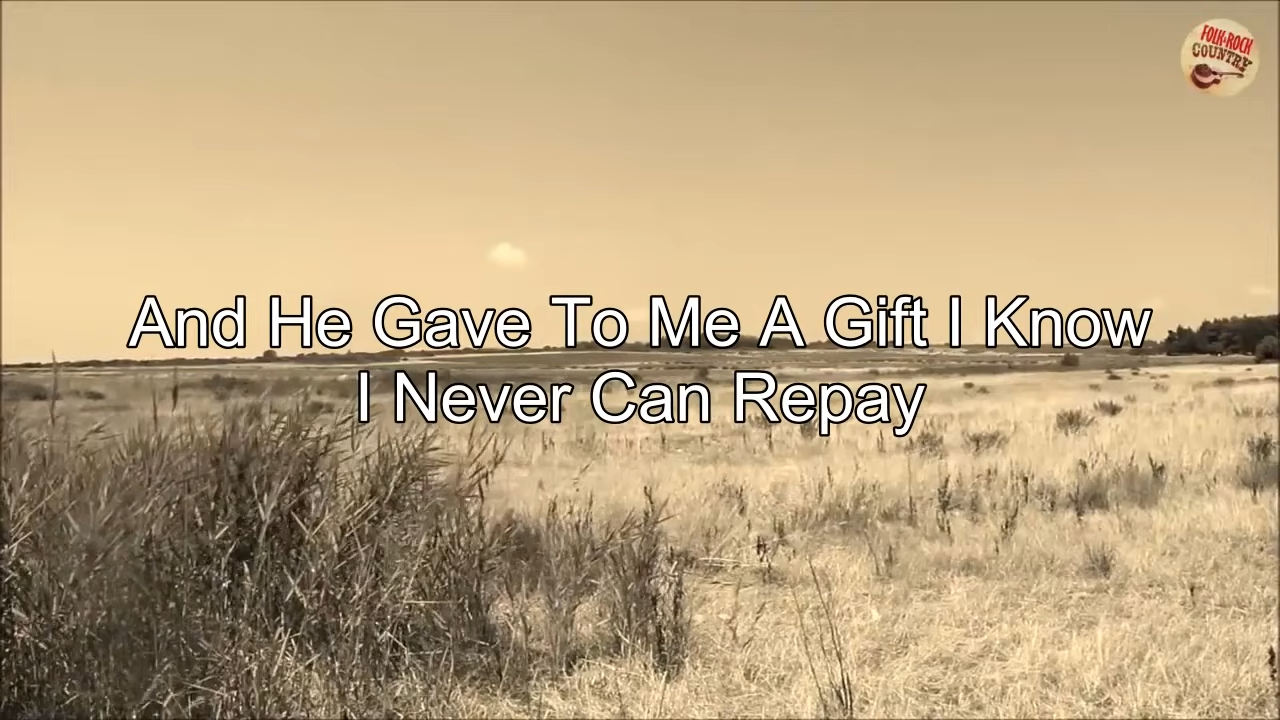 FOLK-ROCK
COUNTRY
And He Gave To Me A Gift I Know
I Never Can Repay